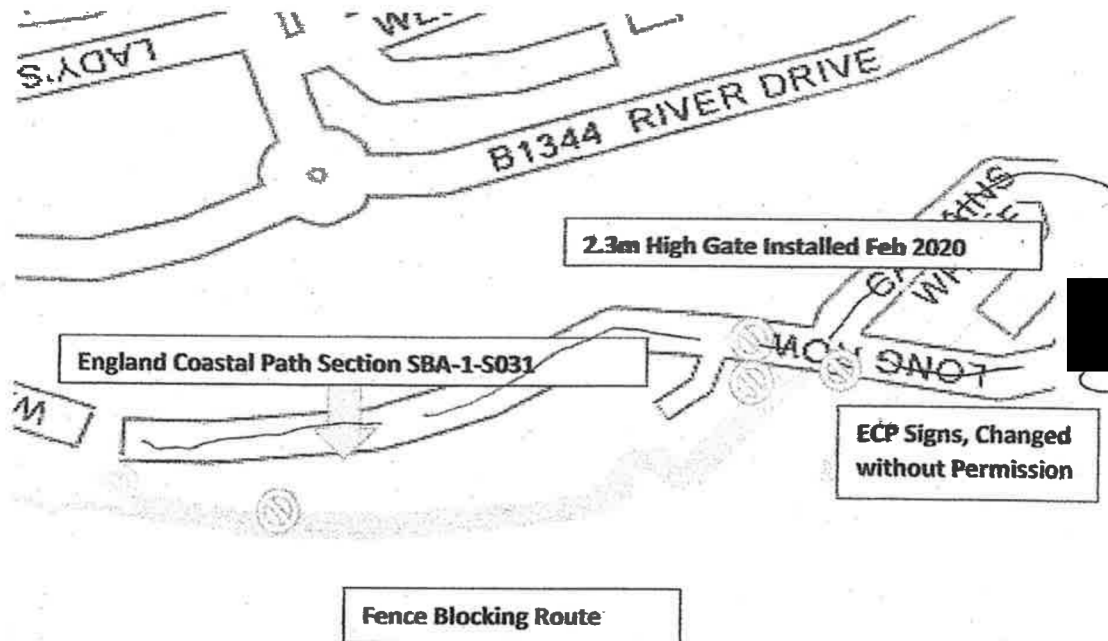 LADY'S
B1344 RIVER DRIVE
2.3m High Gate Installed Feb 2020
England Coastal Path Section SBA-1-S031
LONG ROW
ECP Signs, Changed
without Permission
Fence Blocking Route